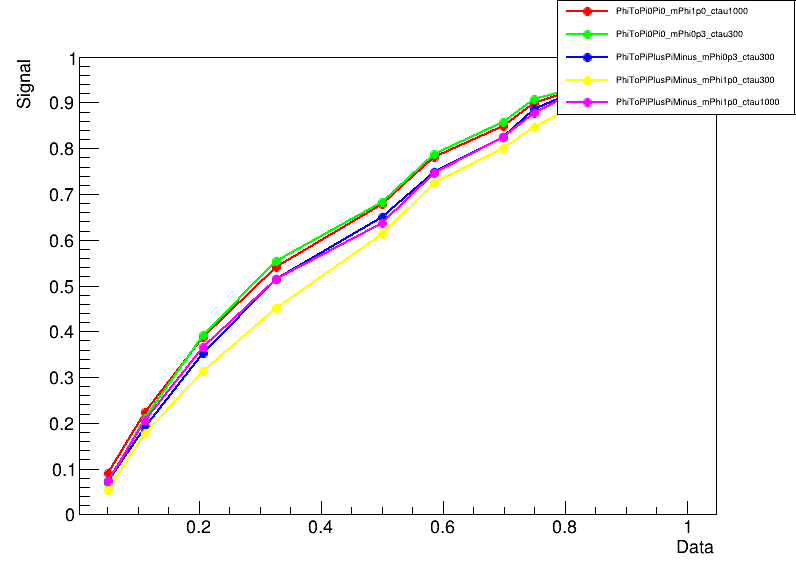 PhiToPi0Pi0_mPhi1p0_ctau1000
PhiToPi0Pi0_mPhi0p3_ctau300
PhiToPiPlusPiMinus_mPhi0p3_ctau300
PhiToPiPlusPiMinus_mPhi1p0_ctau300
PhiToPiPlusPiMinus_mPhi1p0_ctau1000
Signal
1
0.9
0.8
0.7
0.6
0.5
0.4
0.3
0.2
0.1
0
0.2 0.4 0.6 0.8 1
Data